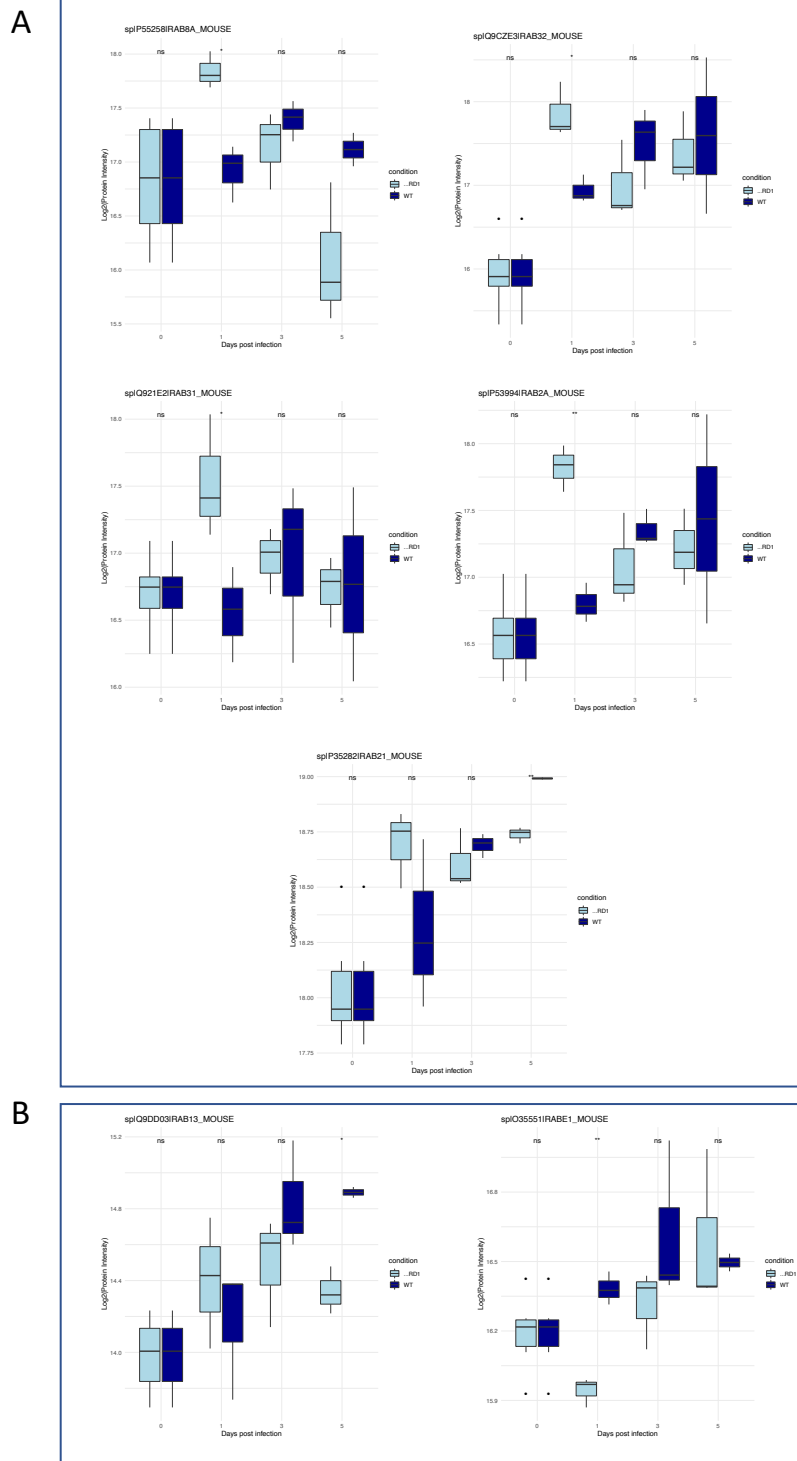 A
sp|P55258|RAB8A_MOUSE
ns * ns ns
18.0
17.5
17.0
16.5
16.0
15.5
Log2(Protein Intensity)
0 1 3 5
Days post infection
condition
...RD1
WT
sp|Q9CZE3|RAB32_MOUSE
ns * ns ns
18
17
16
Log2(Protein Intensity)
0 1 3 5
Days post infection
condition
...RD1
WT
sp|Q921E2|RAB31_MOUSE
ns * ns ns
18.0
17.5
17.0
16.5
16.0
Log2(Protein Intensity)
0 1 3 5
Days post infection
condition
...RD1
WT
sp|P53994|RAB2A_MOUSE
ns ** ns ns
18.0
17.5
17.0
16.5
Log2(Protein Intensity)
0 1 3 5
Days post infection
condition
...RD1
WT
sp|P35282|RAB21_MOUSE
ns ns ns **
19.00
18.75
18.50
18.25
18.00
17.75
Log2(Protein Intensity)
0 1 3 5
Days post infection
condition
...RD1
WT
B
sp|Q9DD03|RAB13_MOUSE
ns ns ns *
15.2
14.8
14.4
14.0
Log2(Protein Intensity)
0 1 3 5
Days post infection
condition
...RD1
WT
sp|O35551|RABE1_MOUSE
ns ** ns ns
16.8
16.5
16.2
15.9
Log2(Protein Intensity)
0 1 3 5
Days post infection
condition
...RD1
WT